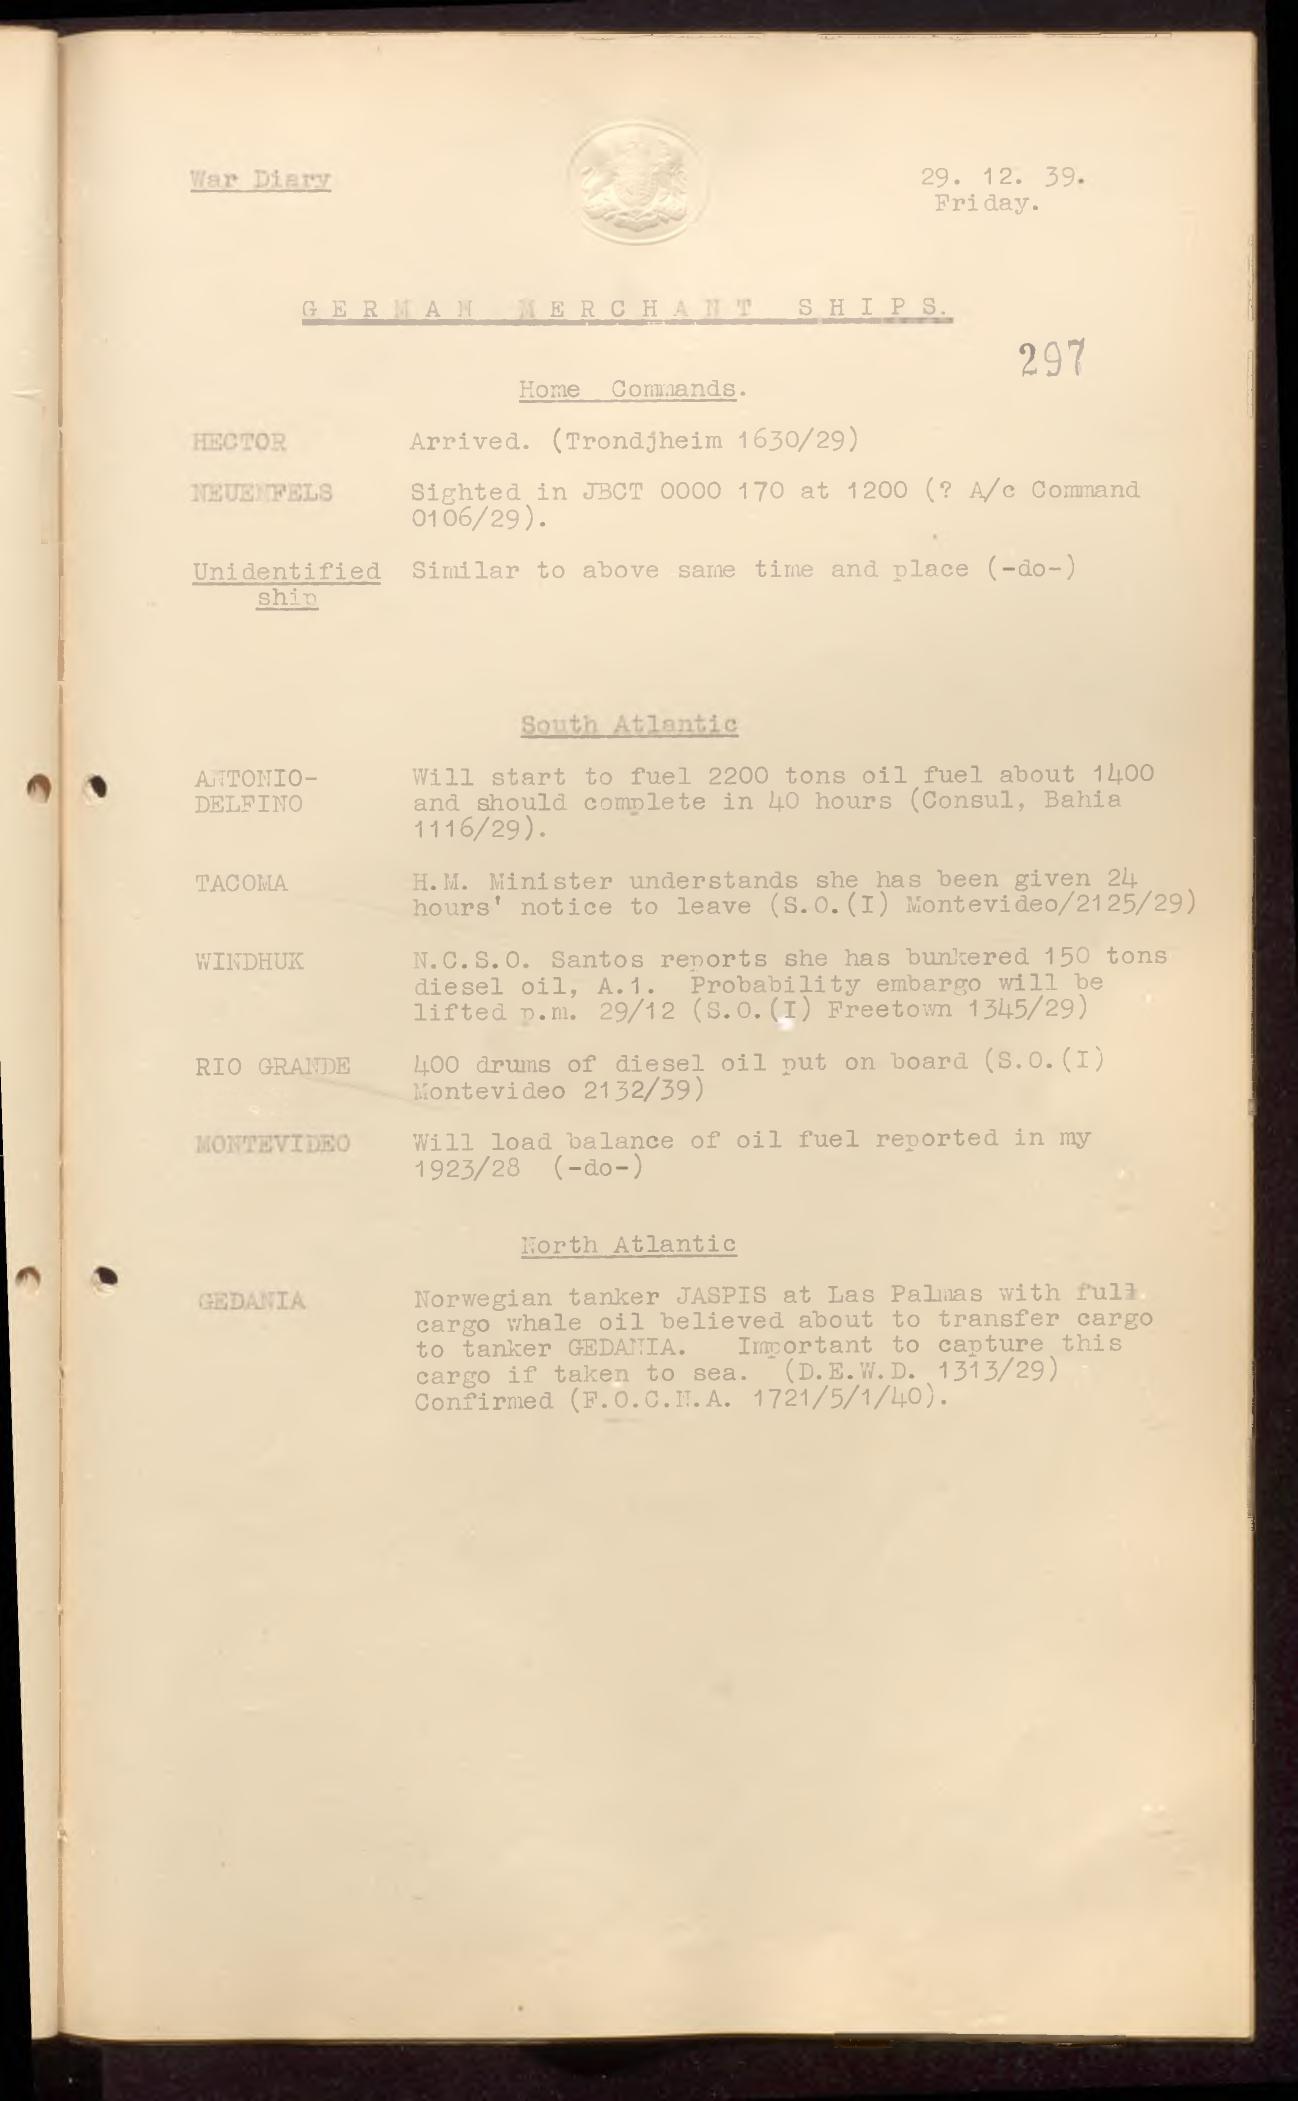 War Diary
29. 12. 39.
Friday.
GERMAN MERCHANT SHIPS.
297
Home Commands.
HECTOR Arrived. (Trondjheim 1630/29)
NEUENFELS Sighted in JBCT 0000 170 at 1200 (? A/c Command
0106/29).
Unidentified Similar to above same time and place (-do-)
ship
South Atlantic
ANTONIO- Will start to fuel 2200 tons oil fuel about 1400
DELFINO and should complete in 40 hours (Consul, Bahia
1116/29).
TACOMA H.M. Minister understands she has been given 24
hours' notice to leave (S.O.(I) Montevideo/2125/29)
WINDHUK N.C.S.O. Santos reports she has bunkered 150 tons
diesel oil, A.1. Probability embargo will be
lifted p.m. 29/12 (S.O.(I) Freetown 1345/29)
RIO GRANDE 400 drums of diesel oil put on board (S.O.(I)
Montevideo 2132/39)
MONTEVIDEO Will load balance of oil fuel reported in my
1923/28 (-do-)
North Atlantic
GEDANIA Norwegian tanker JASPIS at Las Palmas with full
cargo whale oil believed about to transfer cargo
to tanker GEDANIA. Important to capture this
cargo if taken to sea. (D.E.W.D. 1313/29)
Confirmed (F.O.C.N.A. 1721/5/1/40).